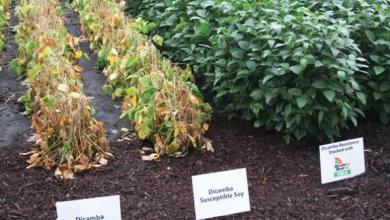 Dicamba
Dicamba
Susceptible Soy
Dicamba Resistance
Stacked with